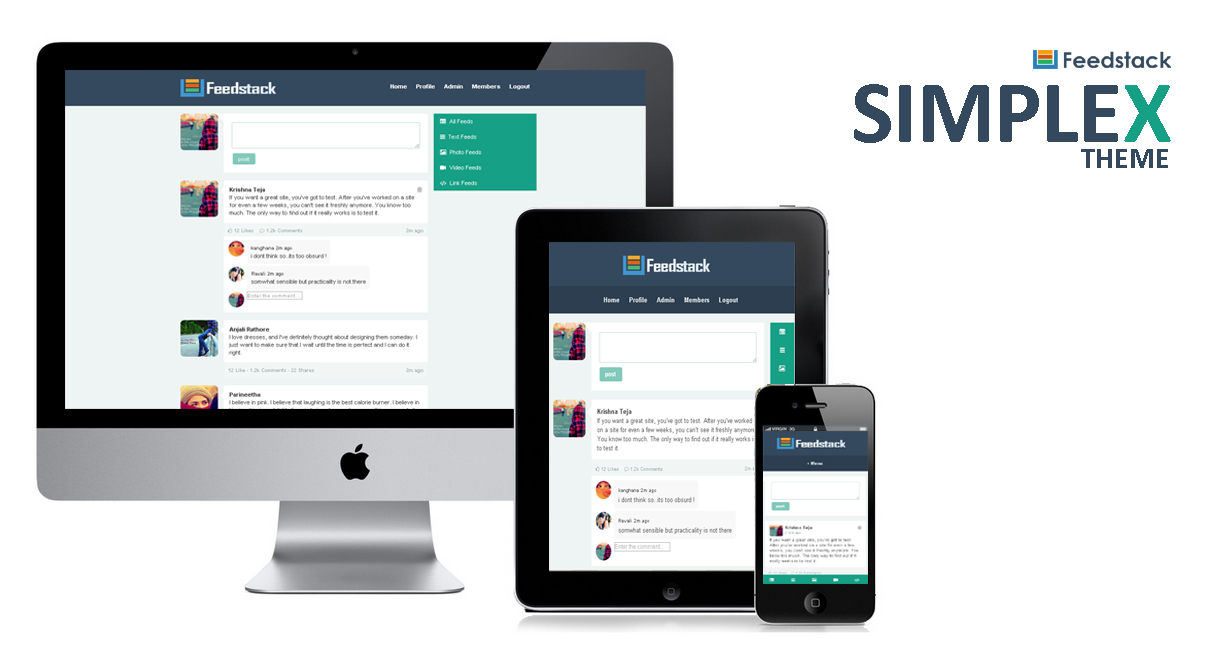 Feedstack
SIMPLEX
THEME
Feedstack
Home Profile Admin Members Logout
post
All Feeds
Text Feeds
Photo Feeds
Video Feeds
Link Feeds
Krishna Teja
If you want a great site, you've got to test. After you've worked on a site
for even a few weeks, you can't see it freshly anymore. You know too
much. The only way to find out if it really works is to test it.
12 Likes 1.2k Comments 2m ago
kanghana 2m ago
i dont think so..its too obsurd !
Ravali 2m ago
somwhat sensible but practicality is not there
Enter the comment...
Anjali Rathore
I love dresses, and I've definitely thought about designing them someday. I
just want to make sure that I wait until the time is perfect and I can do it
right.
12 Like - 1.2k Comments - 22 Shares 2m ago
Parineetha
I believe in pink. I believe that laughing is the best calorie burner. I believe in
Feedstack
Home Profile Admin Members Logout
post
Krishna Teja
If you want a great site, you've got to test. After you've worked
on a site for even a few weeks, you can't see it freshly anymore.
You know too much. The only way to find out if it really works is
to test it.
12 Likes 1.2k Comments 2m
kanghana 2m ago
i dont think so..its too obsurd !
Ravali 2m ago
somwhat sensible but practicality is not there
Enter the comment...
3G
Feedstack
+ Menu
post
Krishna Teja
If you want a great site, you've got to test.
After you've worked on a site for even a few
weeks, you can't see it freshly anymore. You
know too much. The only way to find out if it
really works is to test it.